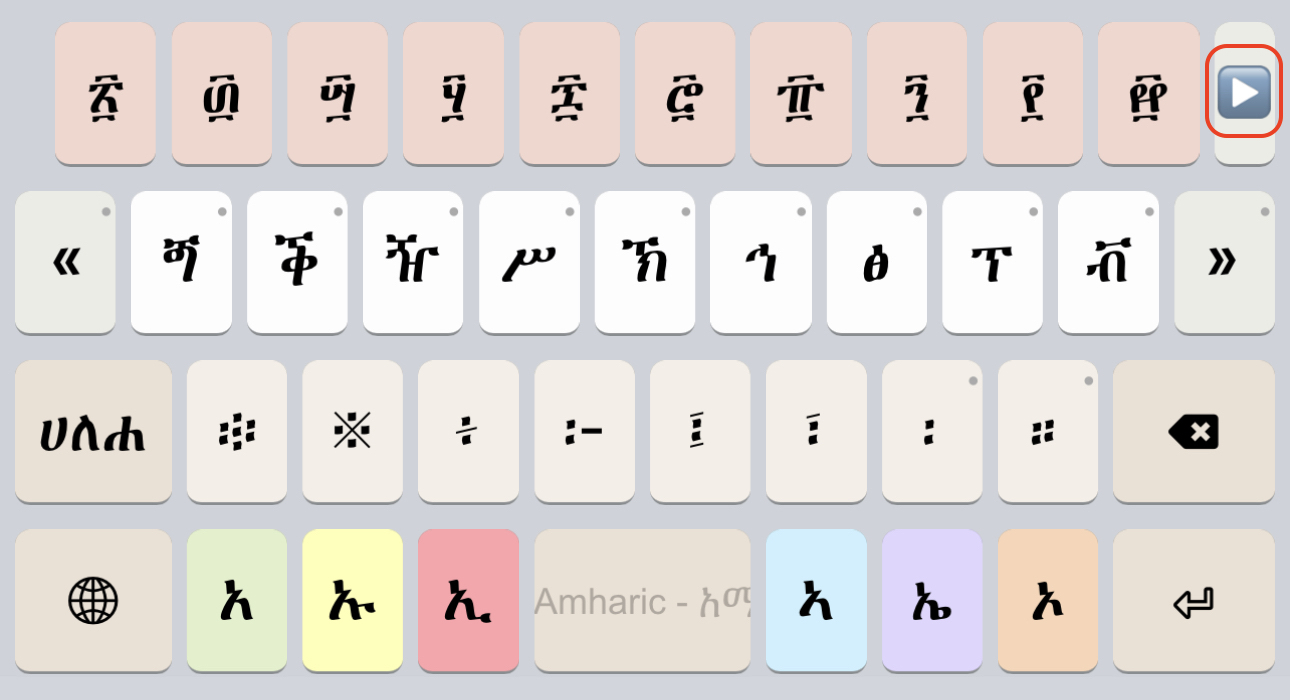 ፳ ፴ ፵ ፶ ፷ ፸ ፹ ፺ ፻ ፼
« ጝ ቕ ዥ ሥ ኽ ኅ ፅ ፕ ቭ »
ሀለሐ ፨ ※ ፥ ፦ ፤ ፣ ፡ ።
አ ኡ ኢ Amharic - አማ ኣ ኤ ኦ